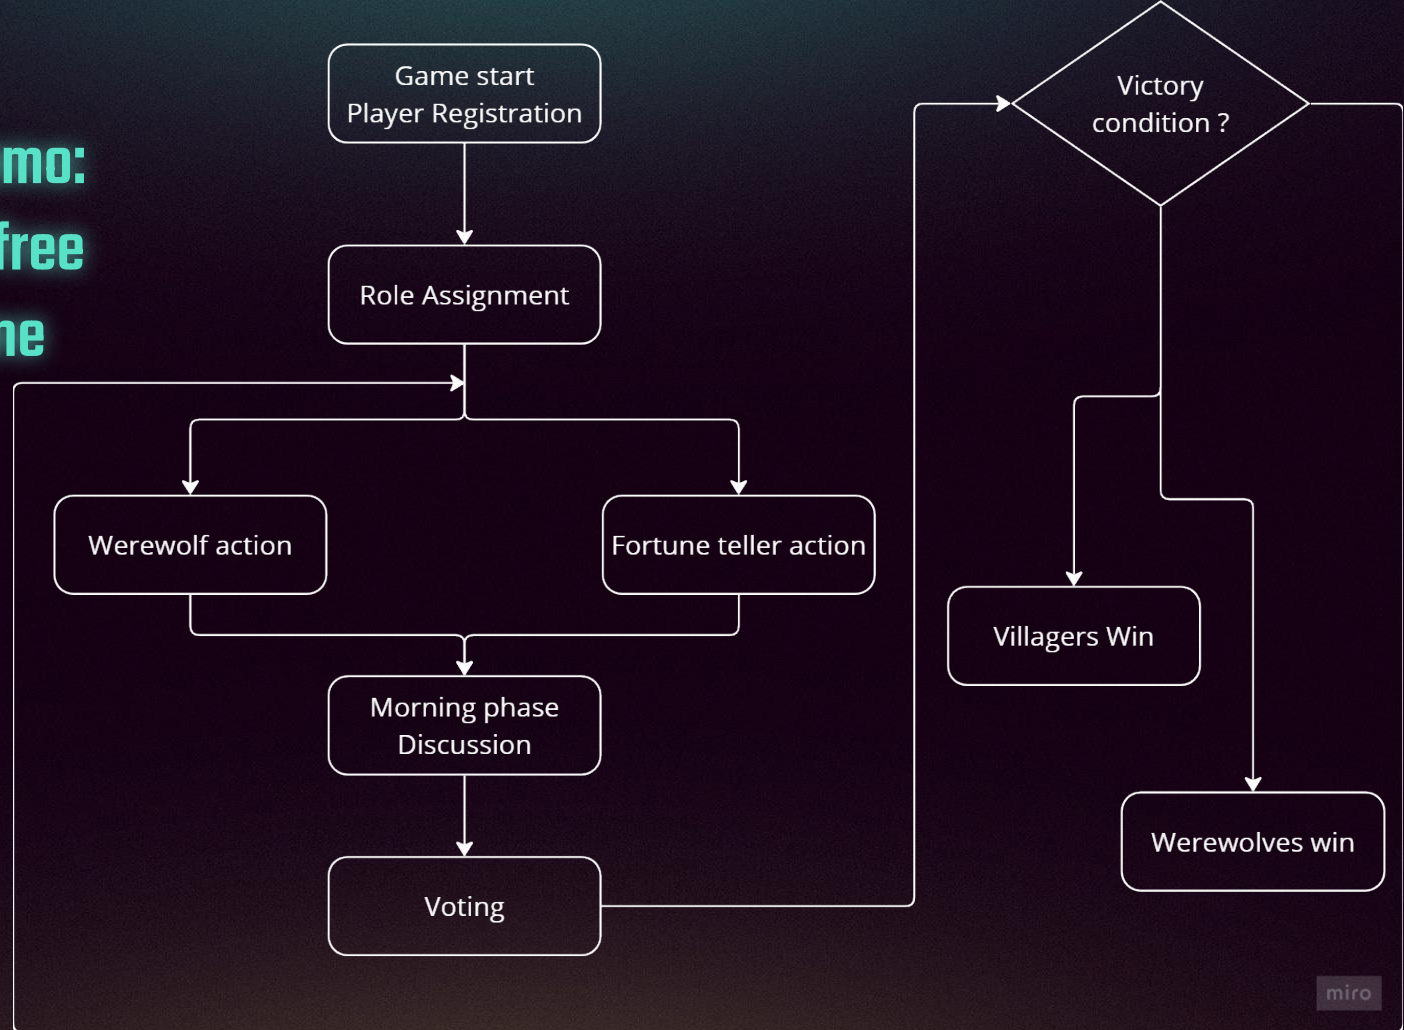 mo:
free
ne
Game start
Player Registration
Role Assignment
Werewolf action
Fortune teller action
Morning phase
Discussion
Voting
Victory
condition ?
Villagers Win
Werewolves win
miro